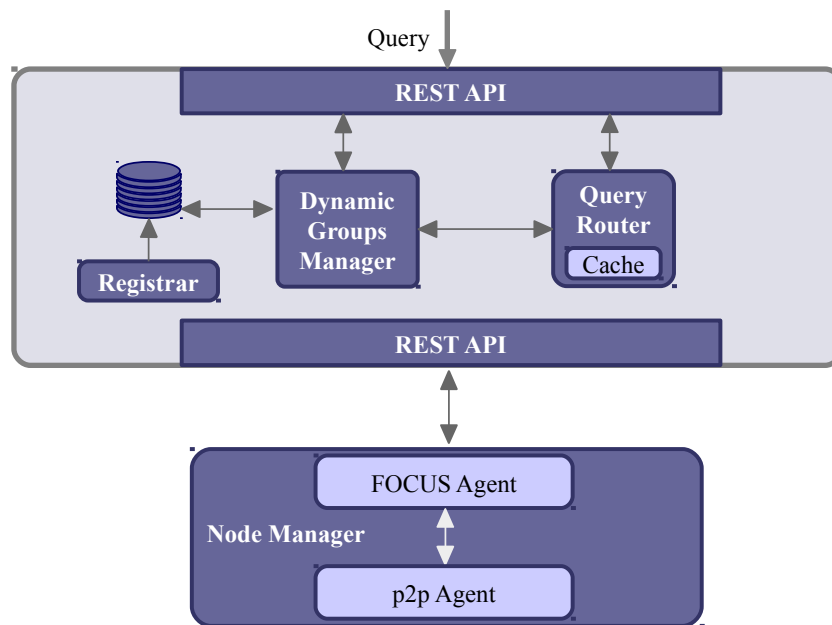 Query
REST API
Dynamic
Groups
Manager
Query
Router
Cache
Registrar
REST API
FOCUS Agent
Node Manager
p2p Agent